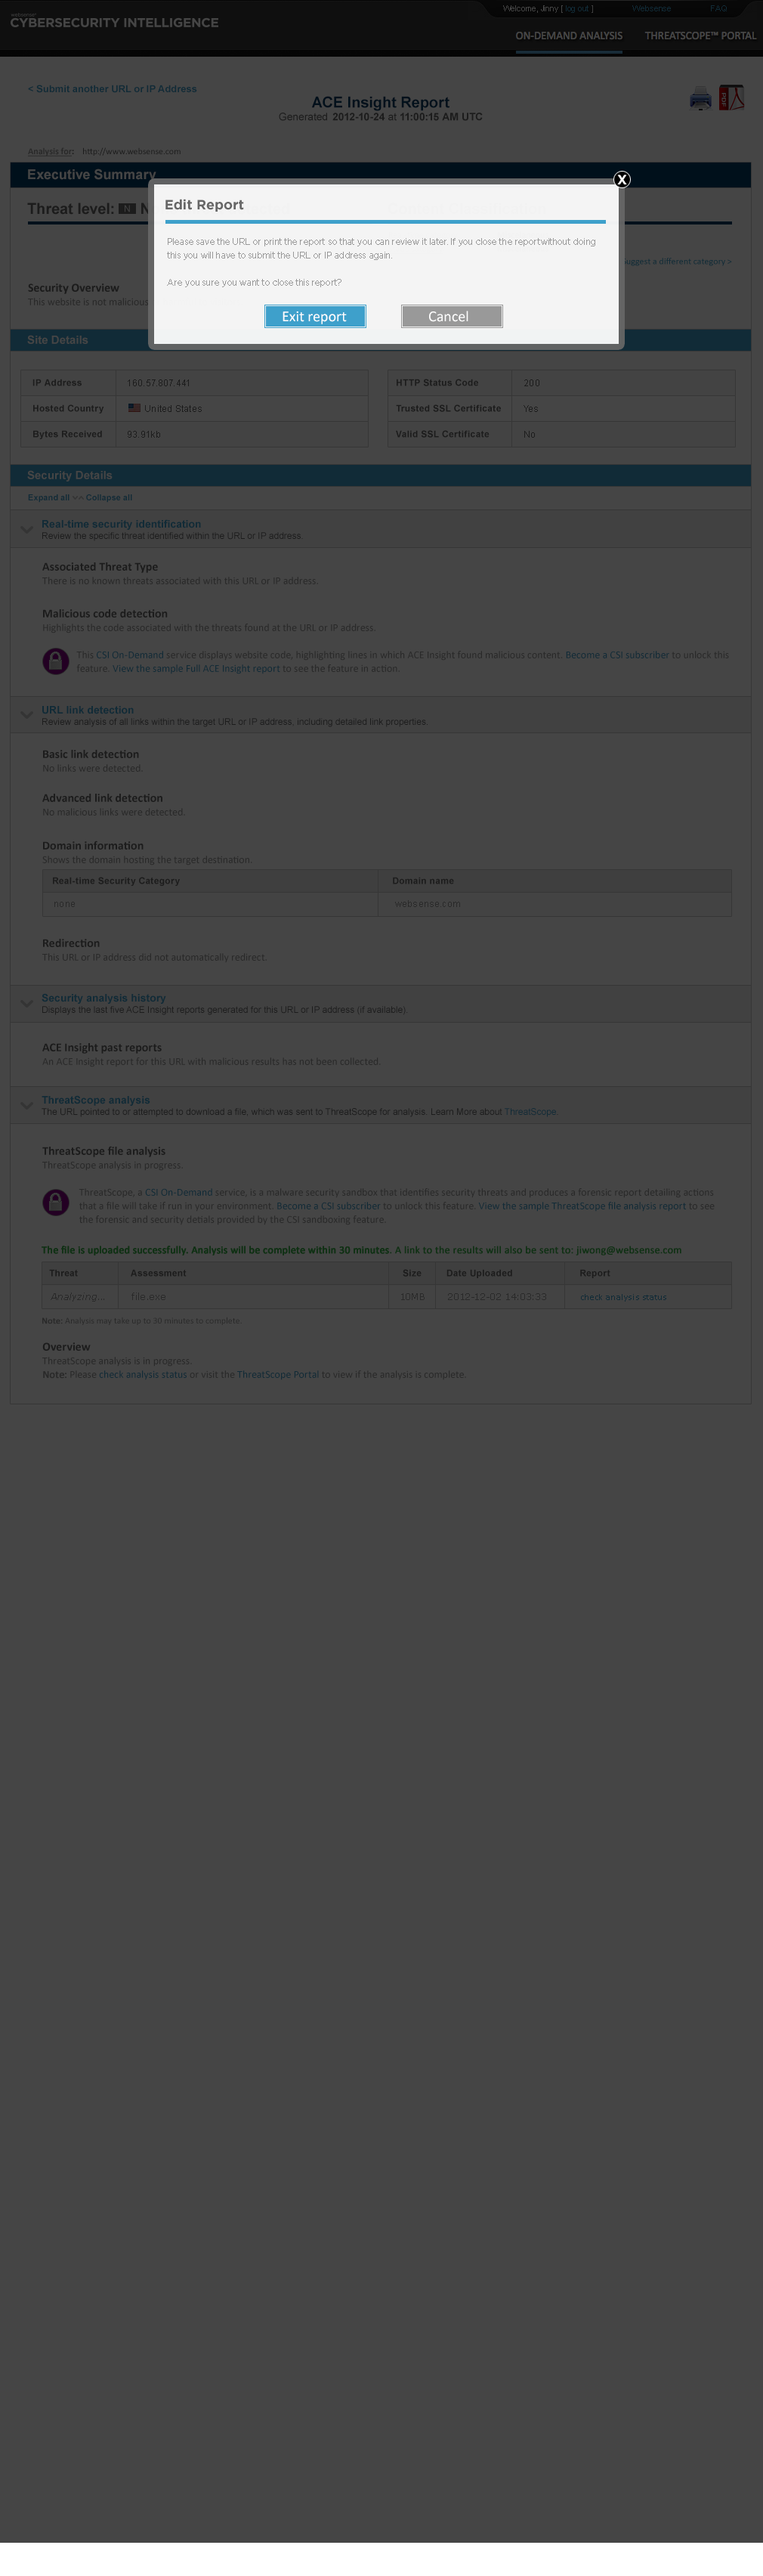 Welcome, Jinny [ log out ] Websense FAQ
websense
CYBERSECURITY INTELLIGENCE
ON-DEMAND ANALYSIS THREATSCOPE™ PORTAL
< Submit another URL or IP Address
ACE Insight Report
Generated 2012-10-24 at 11:00:15 AM UTC
Analysis for: http://www.websense.com
Executive Summary
X
Edit Report
Threat level: N
Please save the URL or print the report so that you can review it later. If you close the reportwithout doing
this you will have to submit the URL or IP address again.
uggest a different category >
Are you sure you want to close this report?
Security Overview
This website is not malicious
Exit report Cancel
Site Details
IP Address 160.57.807.441
Hosted Country United States
Bytes Received 93.91kb
HTTP Status Code 200
Trusted SSL Certificate Yes
Valid SSL Certificate No
Security Details
Expand all ~~ Collapse all
Real-time security identification
Review the specific threat identified within the URL or IP address.
Associated Threat Type
There is no known threats associated with this URL or IP address.
Malicious code detection
Highlights the code associated with the threats found at the URL or IP address.
This CSI On-Demand service displays website code, highlighting lines in which ACE Insight found malicious content. Become a CSI subscriber to unlock this
feature. View the sample Full ACE Insight report to see the feature in action.
URL link detection
Review analysis of all links within the target URL or IP address, including detailed link properties.
Basic link detection
No links were detected.
Advanced link detection
No malicious links were detected.
Domain information
Shows the domain hosting the target destination.
Real-time Security Category Domain name
none websense.com
Redirection
This URL or IP address did not automatically redirect.
Security analysis history
Displays the last five ACE Insight reports generated for this URL or IP address (if available).
ACE Insight past reports
An ACE Insight report for this URL with malicious results has not been collected.
ThreatScope analysis
The URL pointed to or attempted to download a file, which was sent to ThreatScope for analysis. Learn More about ThreatScope.
ThreatScope file analysis
ThreatScope analysis in progress.
ThreatScope, a CSI On-Demand service, is a malware security sandbox that identifies security threats and produces a forensic report detailing actions
that a file will take if run in your environment. Become a CSI subscriber to unlock this feature. View the sample ThreatScope file analysis report to see
the forensic and security detials provided by the CSI sandboxing feature.
The file is uploaded successfully. Analysis will be complete within 30 minutes. A link to the results will also be sent to: jiwong@websense.com
Threat Assessment Size Date Uploaded Report
Analyzing... file.exe 10MB 2012-12-02 14:03:33 check analysis status
Note: Analysis may take up to 30 minutes to complete.
Overview
ThreatScope analysis is in progress.
Note: Please check analysis status or visit the ThreatScope Portal to view if the analysis is complete.